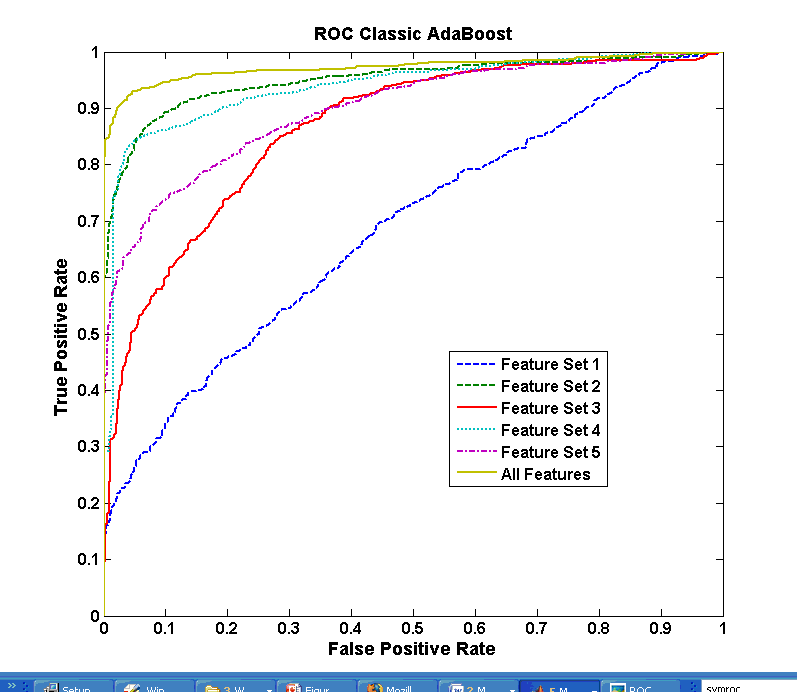 ROC Classic AdaBoost
1
0.9
0.8
0.7
0.6
0.5
0.4
0.3
0.2
0.1
0
True Positive Rate
Feature Set 1
Feature Set 2
Feature Set 3
Feature Set 4
Feature Set 5
All Features
0 0.1 0.2 0.3 0.4 0.5 0.6 0.7 0.8 0.9 1
False Positive Rate
» Setup Win 3 W Figur Mozill 2 M 5 M ROC symroc